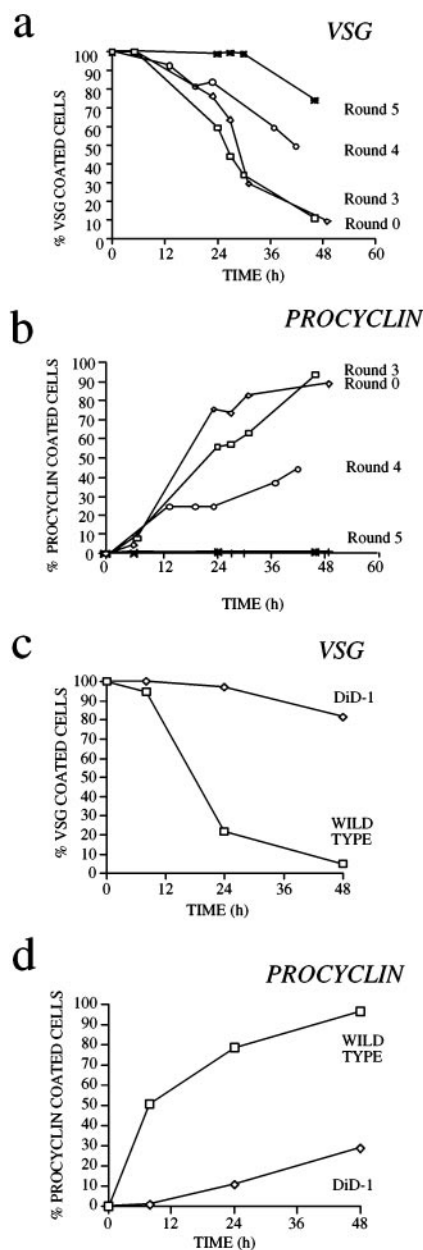 a
VSG
% VSG COATED CELLS
100
90
80
70
60
50
40
30
20
10
0
Round 5
Round 4
Round 3
Round 0
0 12 24 36 48 60
TIME (h)
b
PROCYCLIN
% PROCYCLIN COATED CELLS
100
90
80
70
60
50
40
30
20
10
0
Round 3
Round 0
Round 4
Round 5
0 12 24 36 48 60
TIME (h)
c
VSG
% VSG COATED CELLS
100
90
80
70
60
50
40
30
20
10
0
DiD-1
WILD
TYPE
0 12 24 36 48
TIME (h)
d
PROCYCLIN
% PROCYCLIN COATED CELLS
100
90
80
70
60
50
40
30
20
10
0
WILD
TYPE
DiD-1
0 12 24 36 48
TIME (h)